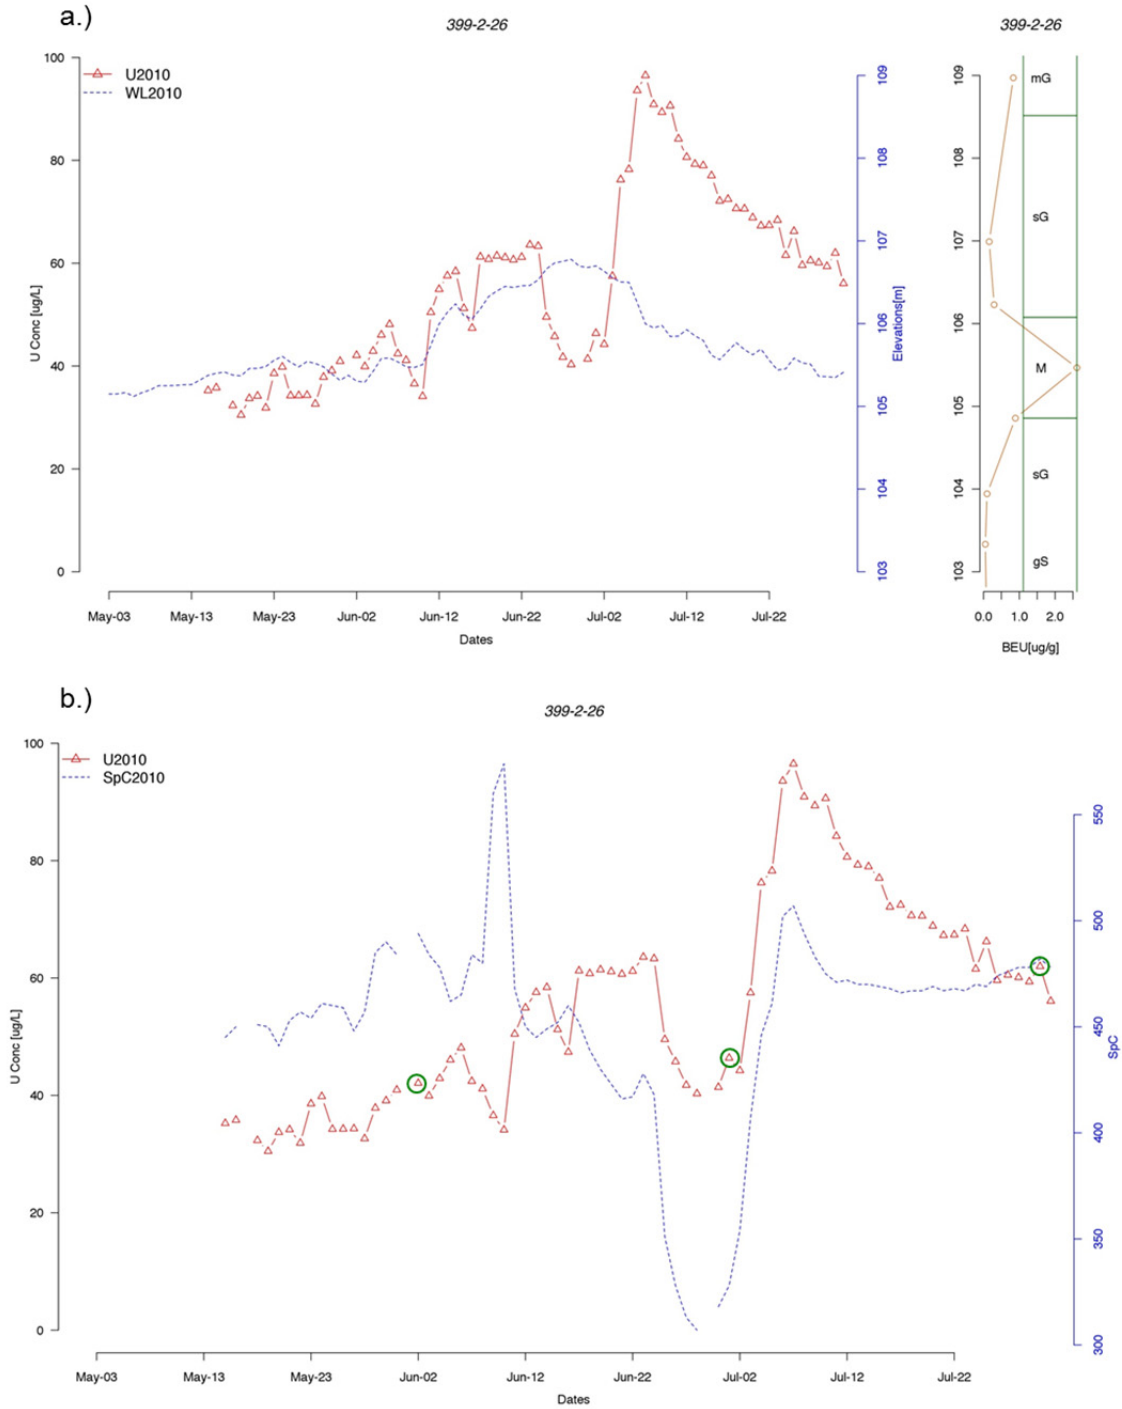 a.)
399-2-26
399-2-26
100
80
60
40
20
0
U Conc [ug/L]
U2010
WL2010
109
108
107
106
105
104
103
Elevations[m]
May-03 May-13 May-23 Jun-02 Jun-12 Jun-22 Jul-02 Jul-12 Jul-22
Dates
109
108
107
106
105
104
103
mG
sG
M
sG
gS
0.0 1.0 2.0
BEU[ug/g]
b.)
399-2-26
100
80
60
40
20
0
U Conc [ug/L]
U2010
SpC2010
550
500
450
400
350
300
SpC
May-03 May-13 May-23 Jun-02 Jun-12 Jun-22 Jul-02 Jul-12 Jul-22
Dates